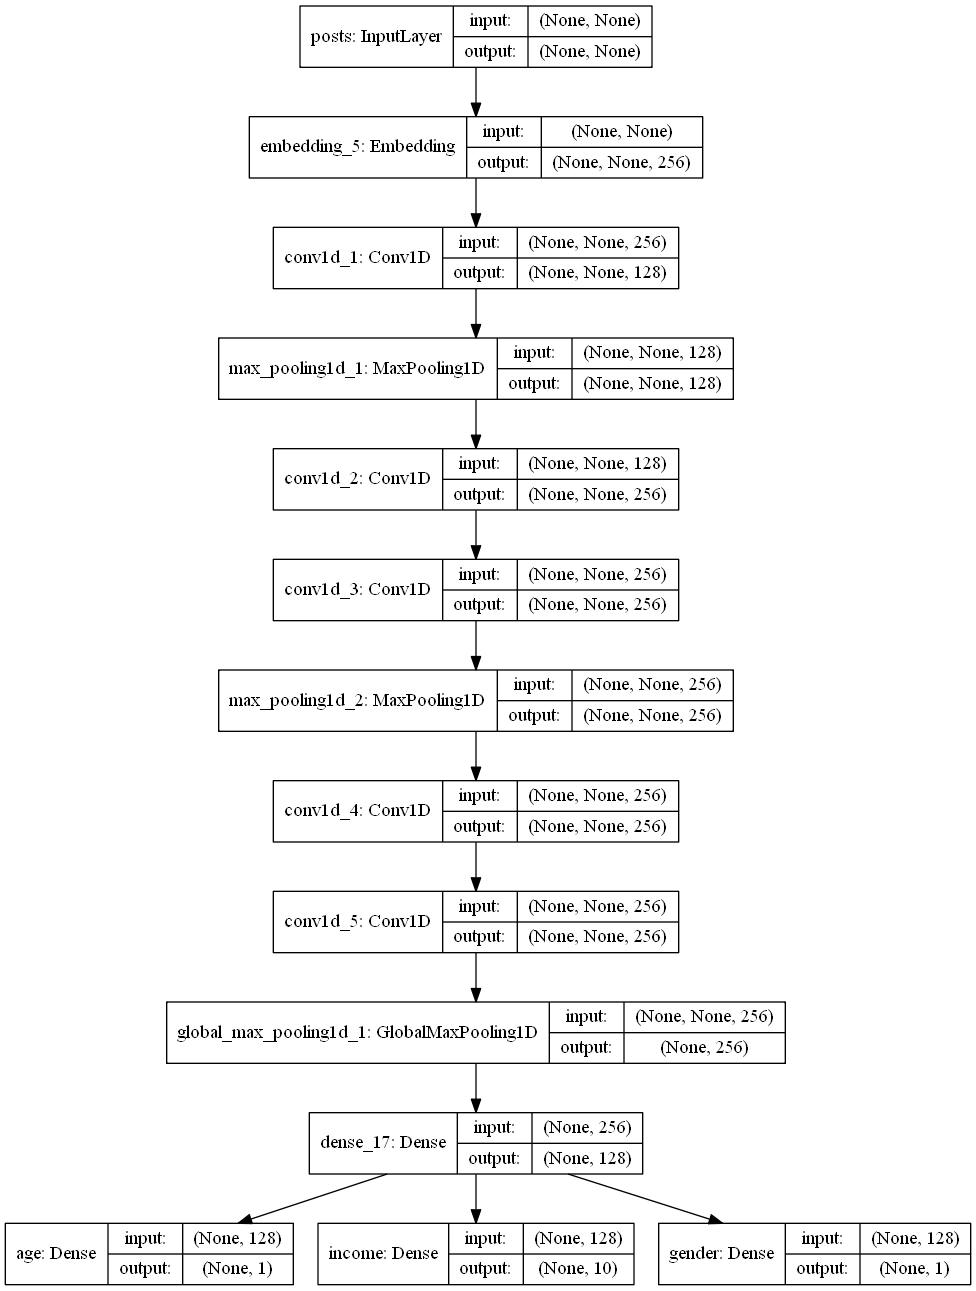 posts: InputLayer input: (None, None)
output: (None, None)
embedding_5: Embedding input: (None, None)
output: (None, None, 256)
conv1d_1: Conv1D input: (None, None, 256)
output: (None, None, 128)
max_pooling1d_1: MaxPooling1D input: (None, None, 128)
output: (None, None, 128)
conv1d_2: Conv1D input: (None, None, 128)
output: (None, None, 256)
conv1d_3: Conv1D input: (None, None, 256)
output: (None, None, 256)
max_pooling1d_2: MaxPooling1D input: (None, None, 256)
output: (None, None, 256)
conv1d_4: Conv1D input: (None, None, 256)
output: (None, None, 256)
conv1d_5: Conv1D input: (None, None, 256)
output: (None, None, 256)
global_max_pooling1d_1: GlobalMaxPooling1D input: (None, None, 256)
output: (None, 256)
dense_17: Dense input: (None, 256)
output: (None, 128)
age: Dense input: (None, 128)
output: (None, 1)
income: Dense input: (None, 128)
output: (None, 10)
gender: Dense input: (None, 128)
output: (None, 1)